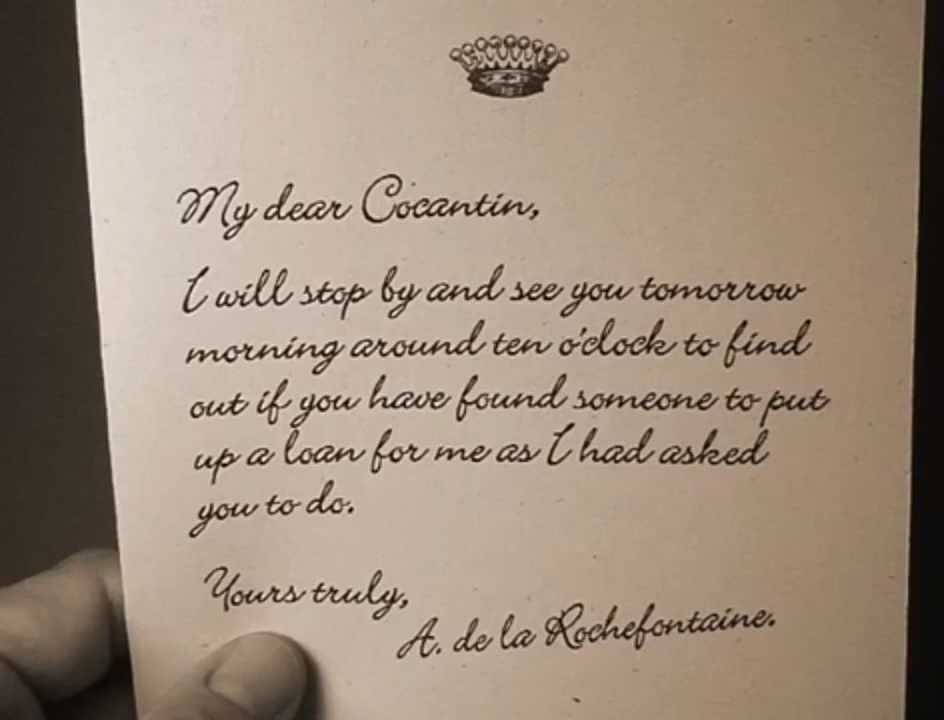 My dear Cocantin,
I will stop by and see you tomorrow
morning around ten o'clock to find
out if you have found someone to put
up a loan for me as I had asked
you to do.
Yours truly,
A. de la Rochefontaine.